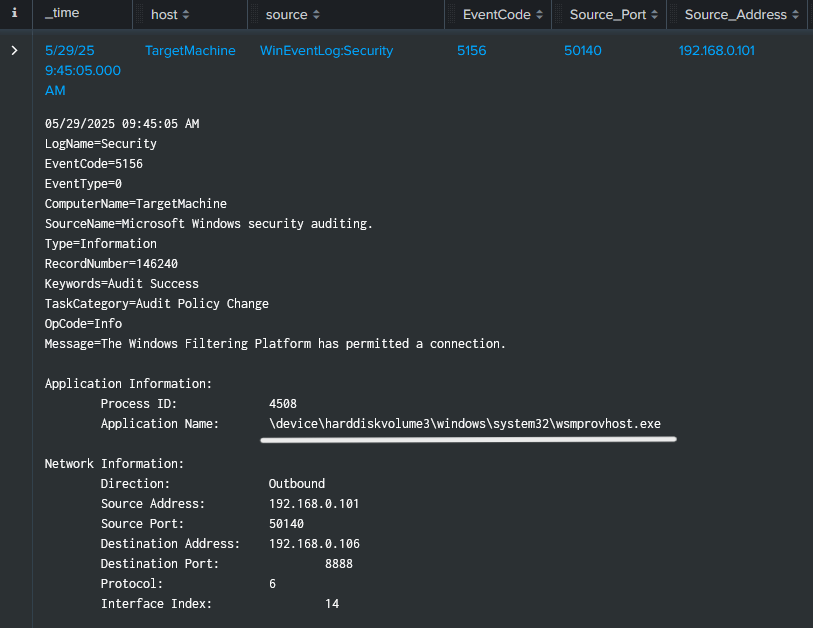 i _time host source EventCode Source_Port Source_Address
5/29/25 TargetMachine WinEventLog:Security 5156 50140 192.168.0.101
9:45:05.000
AM
05/29/2025 09:45:05 AM
LogName=Security
EventCode=5156
EventType=0
ComputerName=TargetMachine
SourceName=Microsoft Windows security auditing.
Type=Information
RecordNumber=146240
Keywords=Audit Success
TaskCategory=Audit Policy Change
OpCode=Info
Message=The Windows Filtering Platform has permitted a connection.
Application Information:
Process ID: 4508
Application Name: \device\harddiskvolume3\windows\system32\wsmprovhost.exe
Network Information:
Direction: Outbound
Source Address: 192.168.0.101
Source Port: 50140
Destination Address: 192.168.0.106
Destination Port: 8888
Protocol: 6
Interface Index: 14